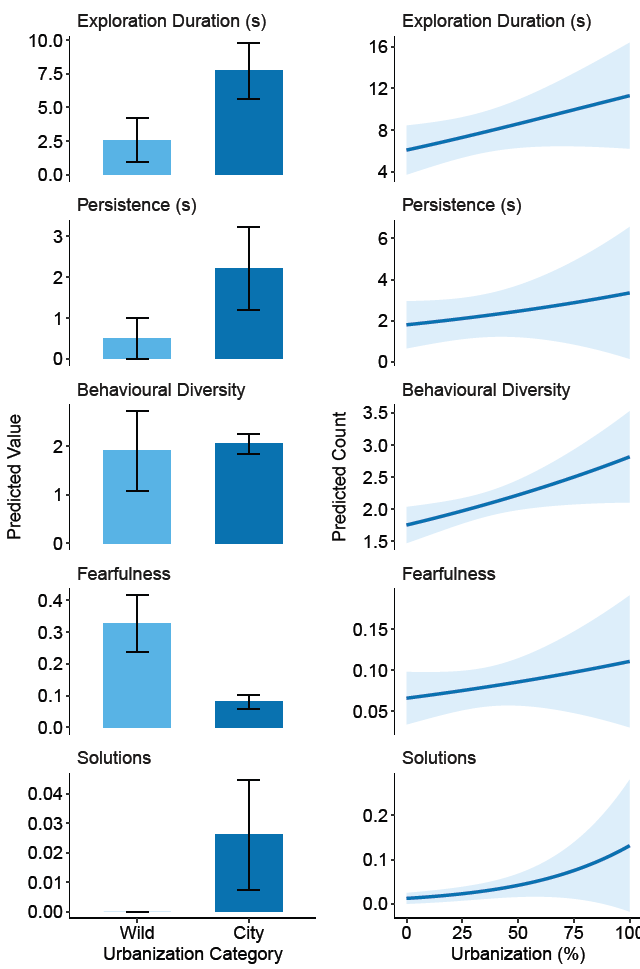 Exploration Duration (s)
10.0
7.5
5.0
2.5
0.0
Persistence (s)
3
2
1
0
Behavioural Diversity
2
1
0
Predicted Value
Fearfulness
0.4
0.3
0.2
0.1
0.0
Solutions
0.04
0.03
0.02
0.01
0.00
Wild City
Urbanization Category
Exploration Duration (s)
16
12
8
4
Persistence (s)
6
4
2
0
Behavioural Diversity
3.5
3.0
2.5
2.0
1.5
Predicted Count
Fearfulness
0.15
0.10
0.05
Solutions
0.2
0.1
0.0
0 25 50 75 100
Urbanization (%)